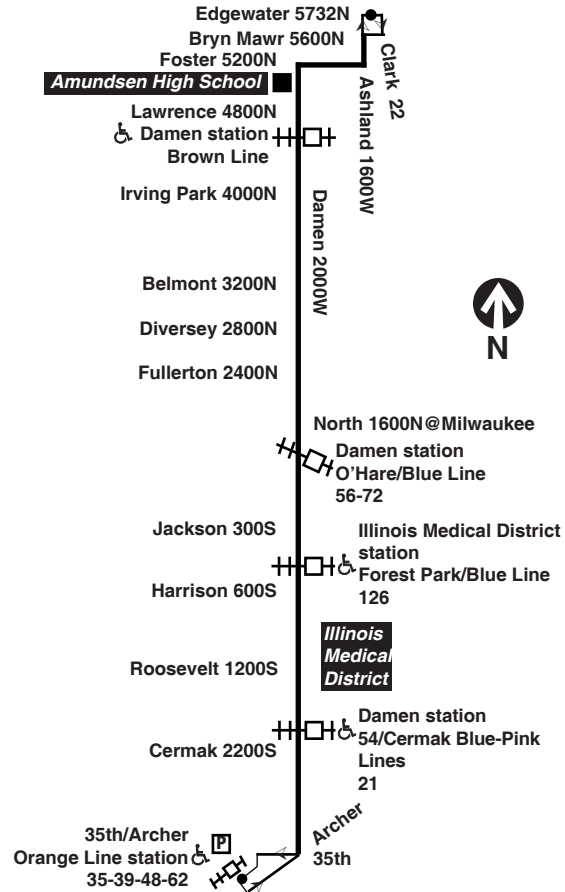 Edgewater 5732N
Bryn Mawr 5600N
Foster 5200N
Amundsen High School
Clark 22
Ashland 1600W
Lawrence 4800N
Damen station
Brown Line
Irving Park 4000N
Damen 2000W
Belmont 3200N
Diversey 2800N
Fullerton 2400N
N
North 1600N@Milwaukee
Damen station
O'Hare/Blue Line
56-72
Jackson 300S
Illinois Medical District
station
Forest Park/Blue Line
126
Harrison 600S
Illinois
Medical
District
Roosevelt 1200S
Damen station
54/Cermak Blue-Pink
Lines
21
Cermak 2200S
Archer
35th
35th/Archer
P
Orange Line station
35-39-48-62